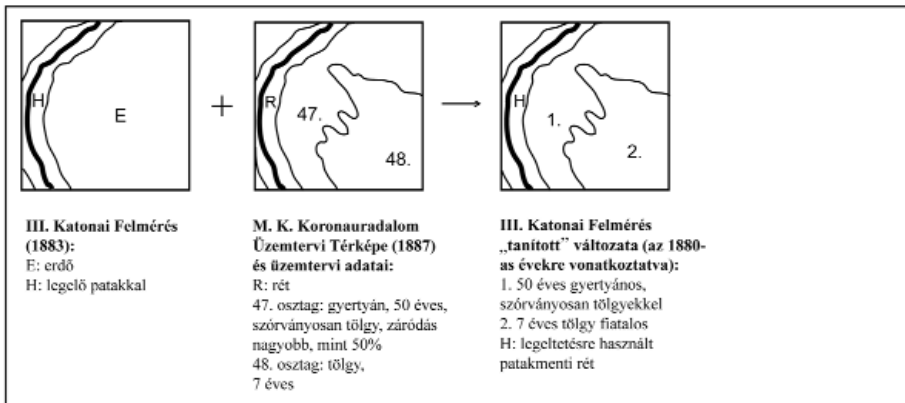 H
E
+
R
47.
48.
H
1.
2.
III. Katonai Felmérés
(1883):
E: erdő
H: legelő patakkal
M. K. Koronauradalom
Üzemtervi Térképe (1887)
és üzemtervi adatai:
R: rét
47. osztag: gyertyán, 50 éves,
szórványosan tölgy, záródás
nagyobb, mint 50%
48. osztag: tölgy,
7 éves
III. Katonai Felmérés
„tanított” változata (az 1880-
as évekre vonatkoztatva):
1. 50 éves gyertyános,
szórványosan tölgyekkel
2. 7 éves tölgy fiatalos
H: legeltetésre használt
patakmenti rét